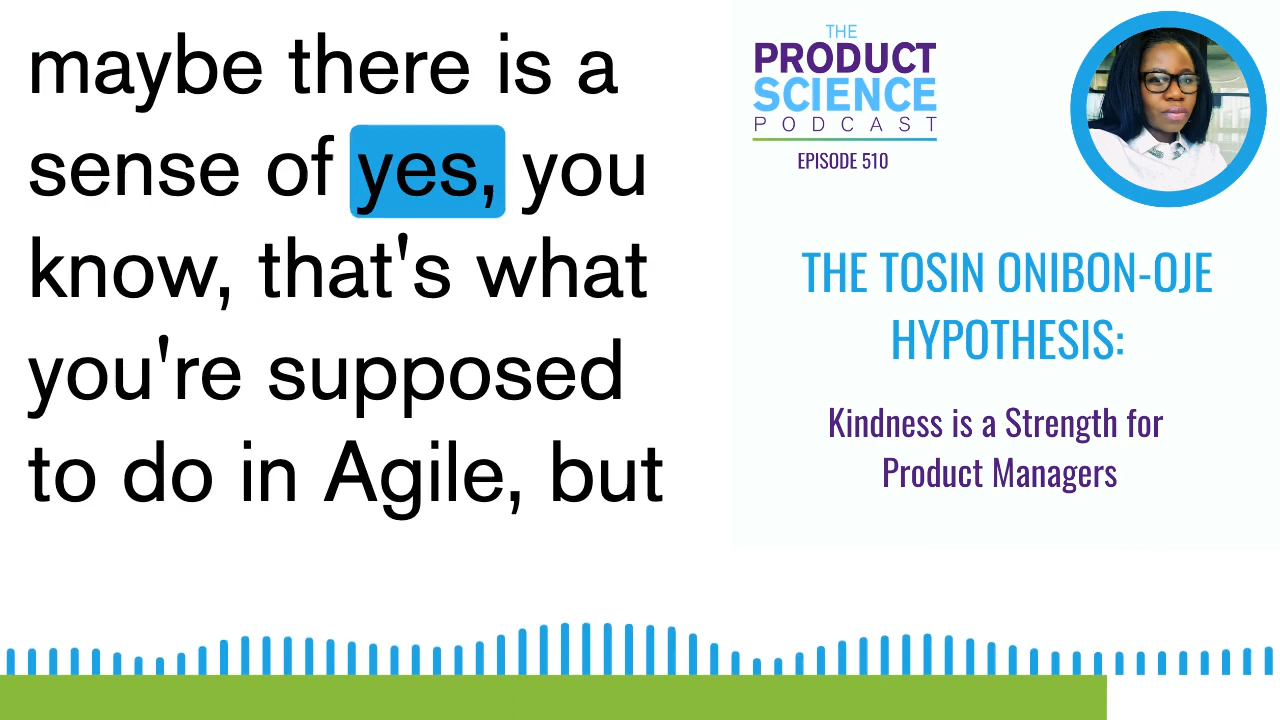 maybe there is a
sense of yes, you
know, that's what
you're supposed
to do in Agile, but
THE
PRODUCT
SCIENCE
PODCAST
EPISODE 510
THE TOSIN ONIBON-OJE
HYPOTHESIS:
Kindness is a Strength for
Product Managers